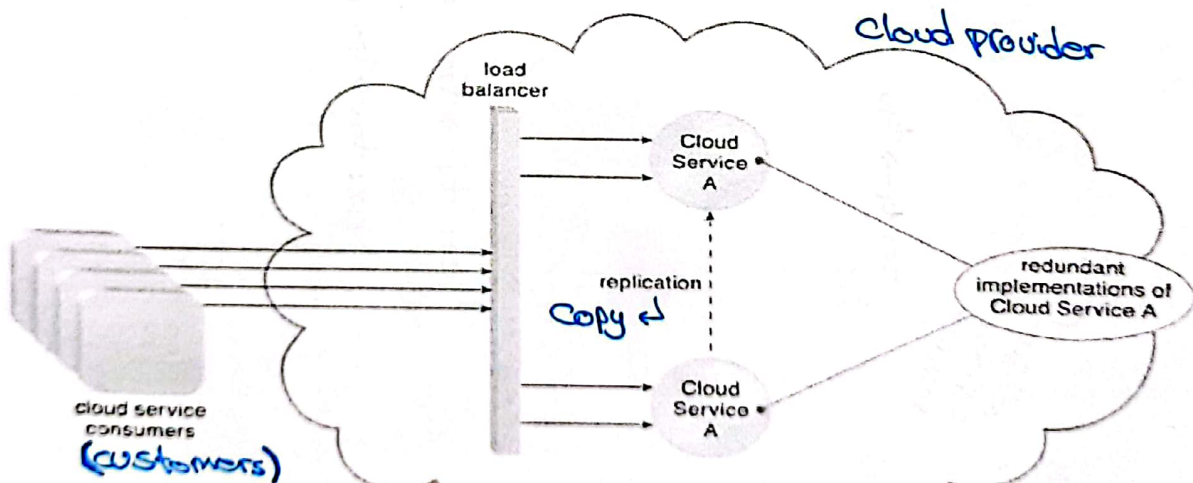 cloud provider
load
balancer
Cloud
Service
A
replication
copy
redundant
implementations of
Cloud Service A
Cloud
Service
A
cloud service
consumers
(customers)